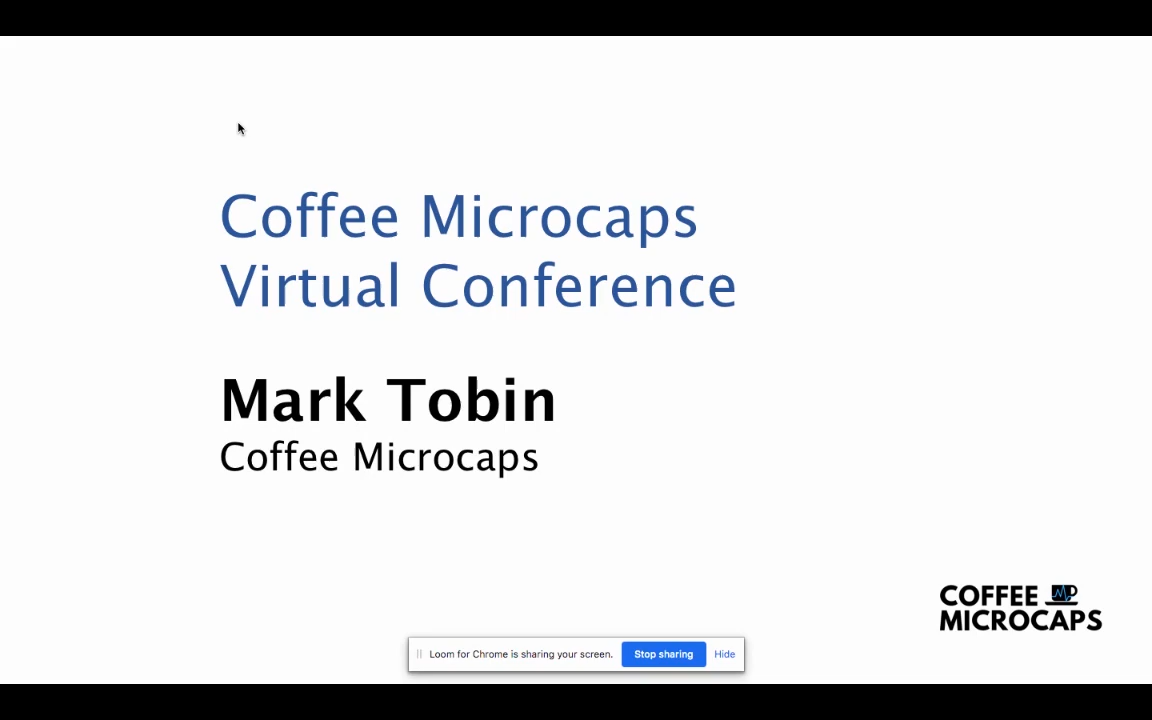 Coffee Microcaps
Virtual Conference
Mark Tobin
Coffee Microcaps
COFFEE
MICROCAPS
Loom for Chrome is sharing your screen. Stop sharing Hide